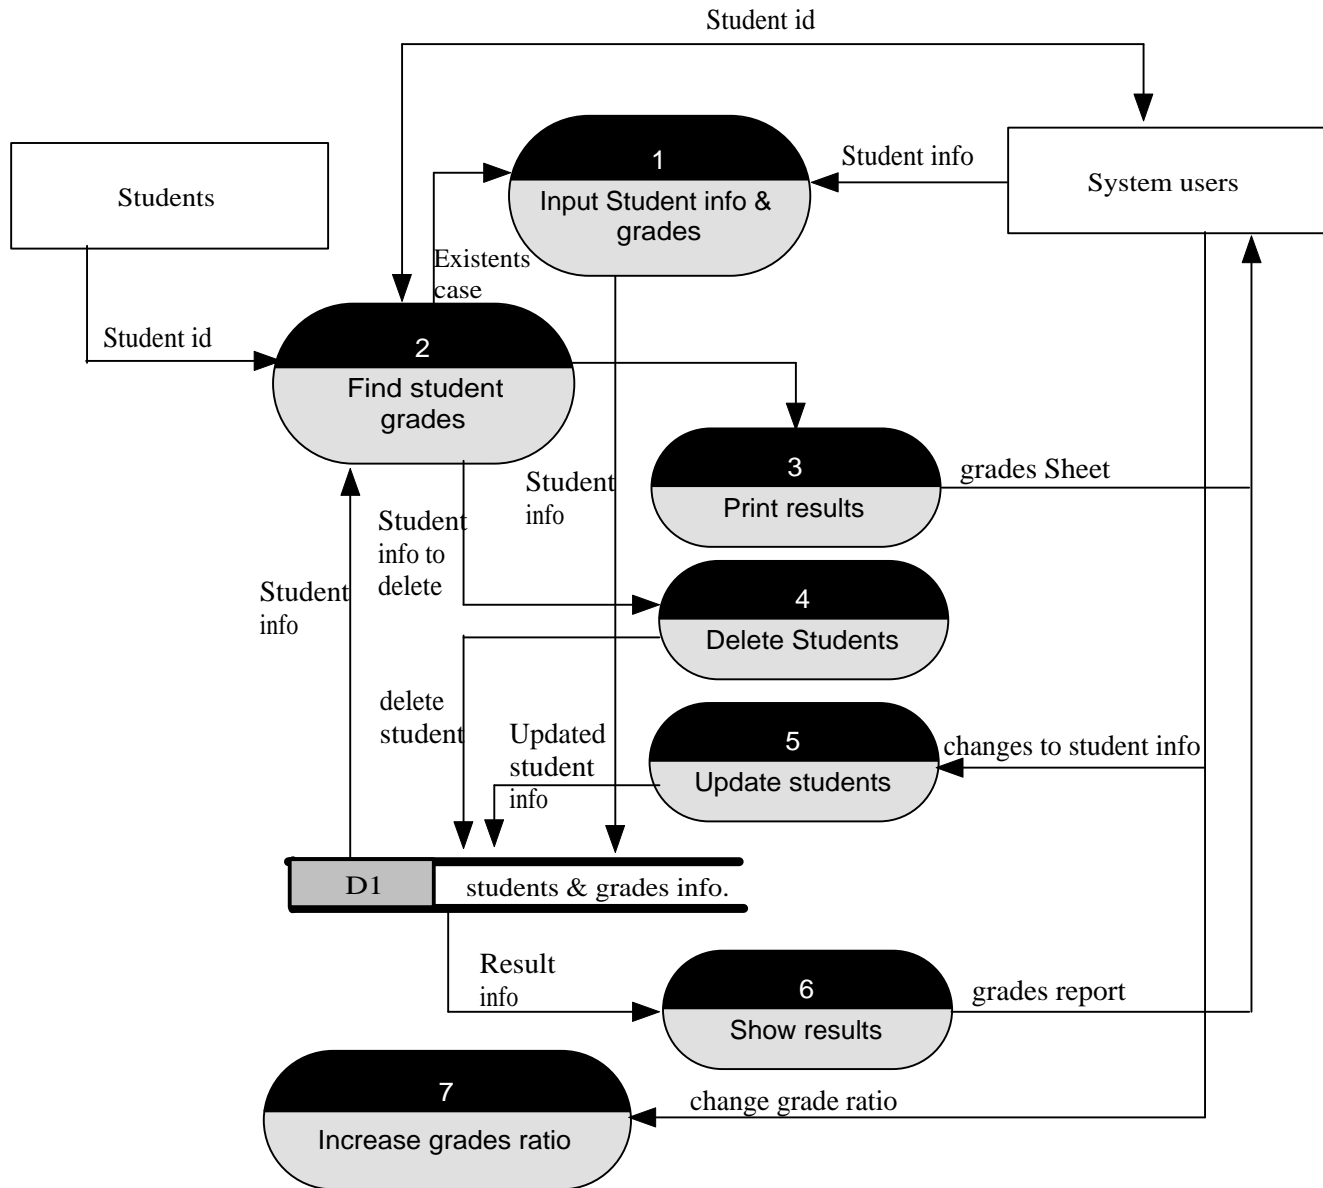 Student id
Students
Student id
1
Input Student info &
grades
Student info
System users
Existents
case
2
Find student
grades
3
Print results
grades Sheet
Student
info
Student
info to
delete
Student
info
4
Delete Students
delete
student
Updated
student
info
5
Update students
changes to student info
D1
students & grades info.
Result
info
6
Show results
grades report
7
Increase grades ratio
change grade ratio